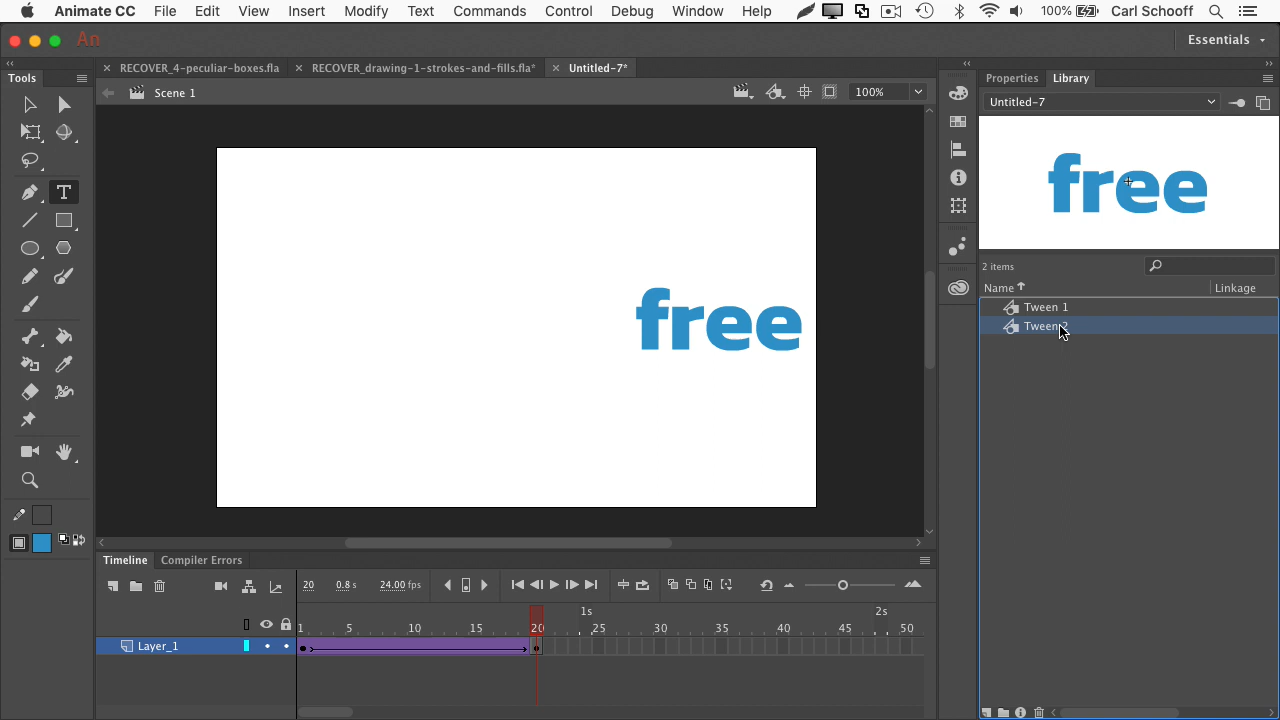 Animate CC File Edit View Insert Modify Text Commands Control Debug Window Help 100% Carl Schooff
An Essentials
Tools RECOVER_4-peculiar-boxes.fla RECOVER_drawing-1-strokes-and-fills.fla* Untitled-7* Properties Library
Scene 1 100% Untitled-7
free
2 items
Name Linkage
Tween 1
Tween 2
free
Timeline Compiler Errors
20 0.8 s 24.00 fps
1s 2s
1 5 10 15 20 25 30 35 40 45 50
Layer_1